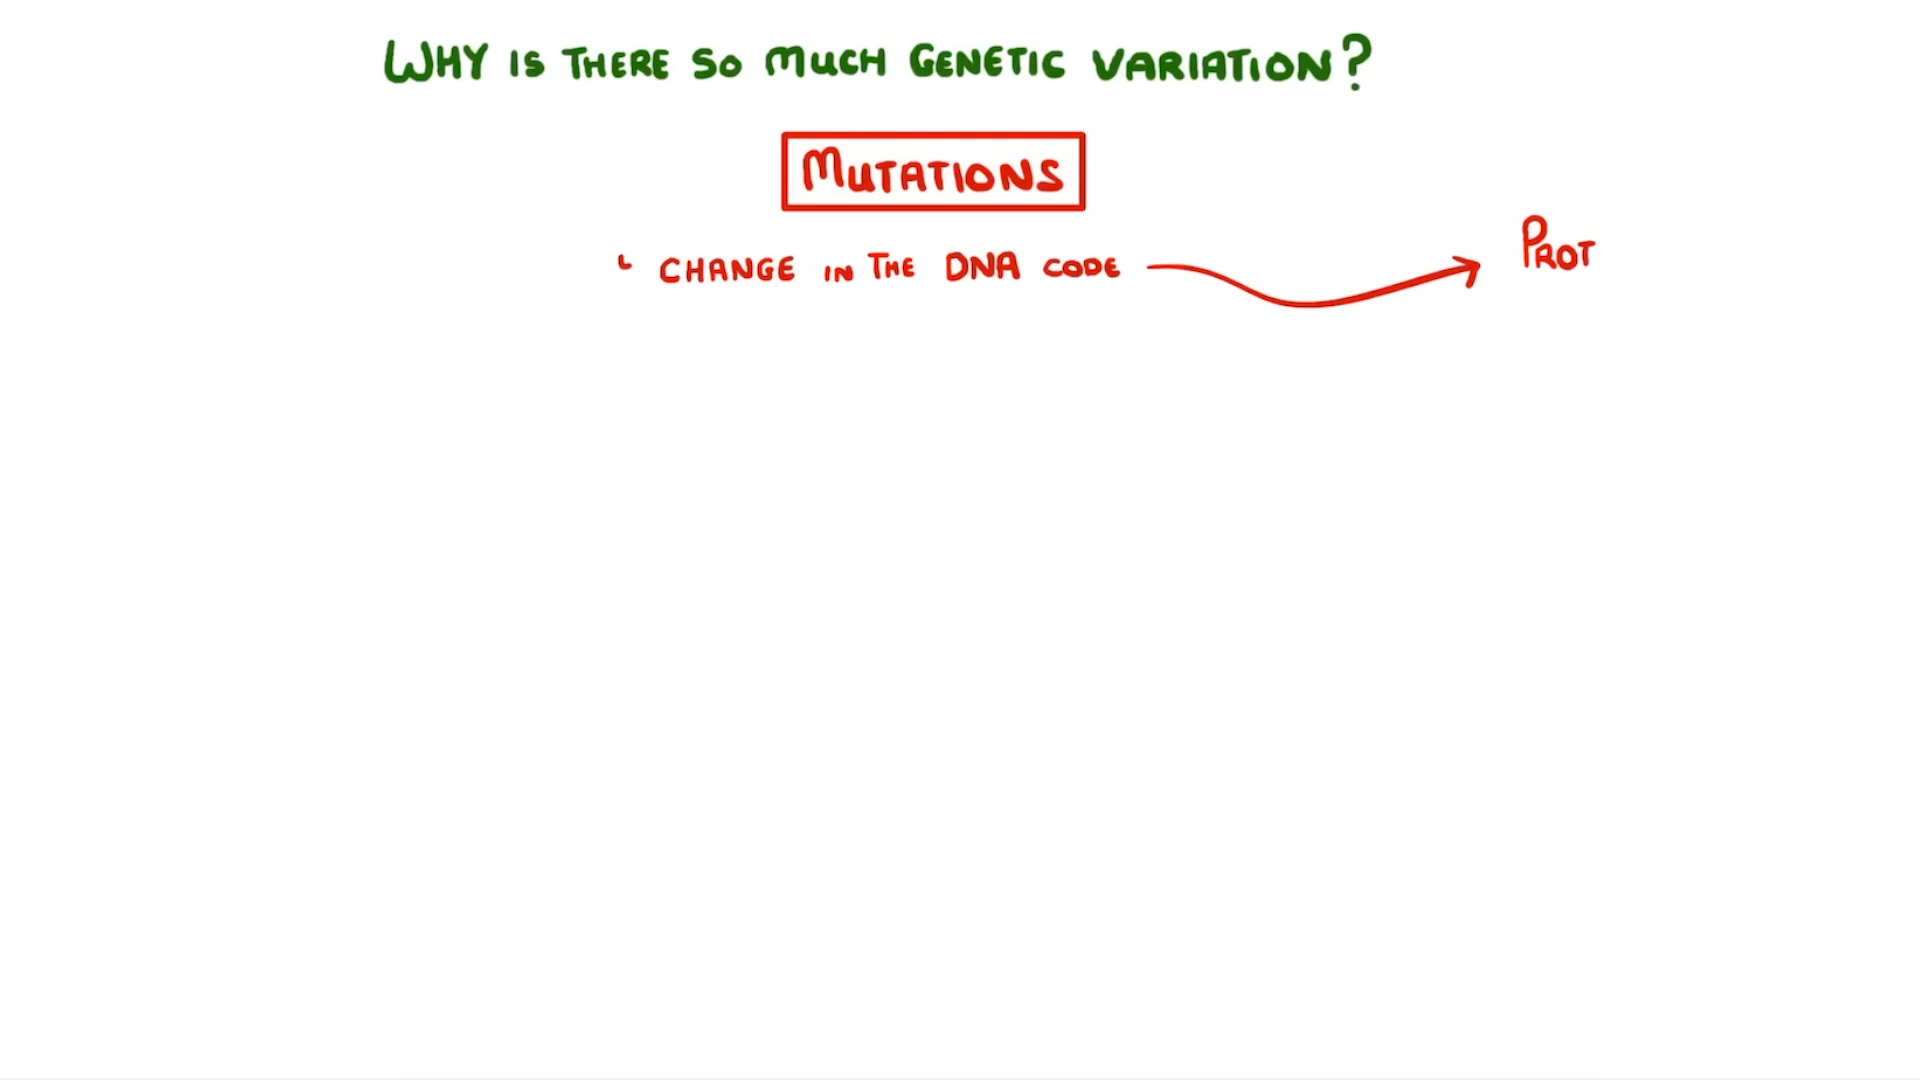 WHY IS THERE SO MUCH GENETIC VARIATION?
MUTATIONS
CHANGE IN THE DNA CODE
PROT